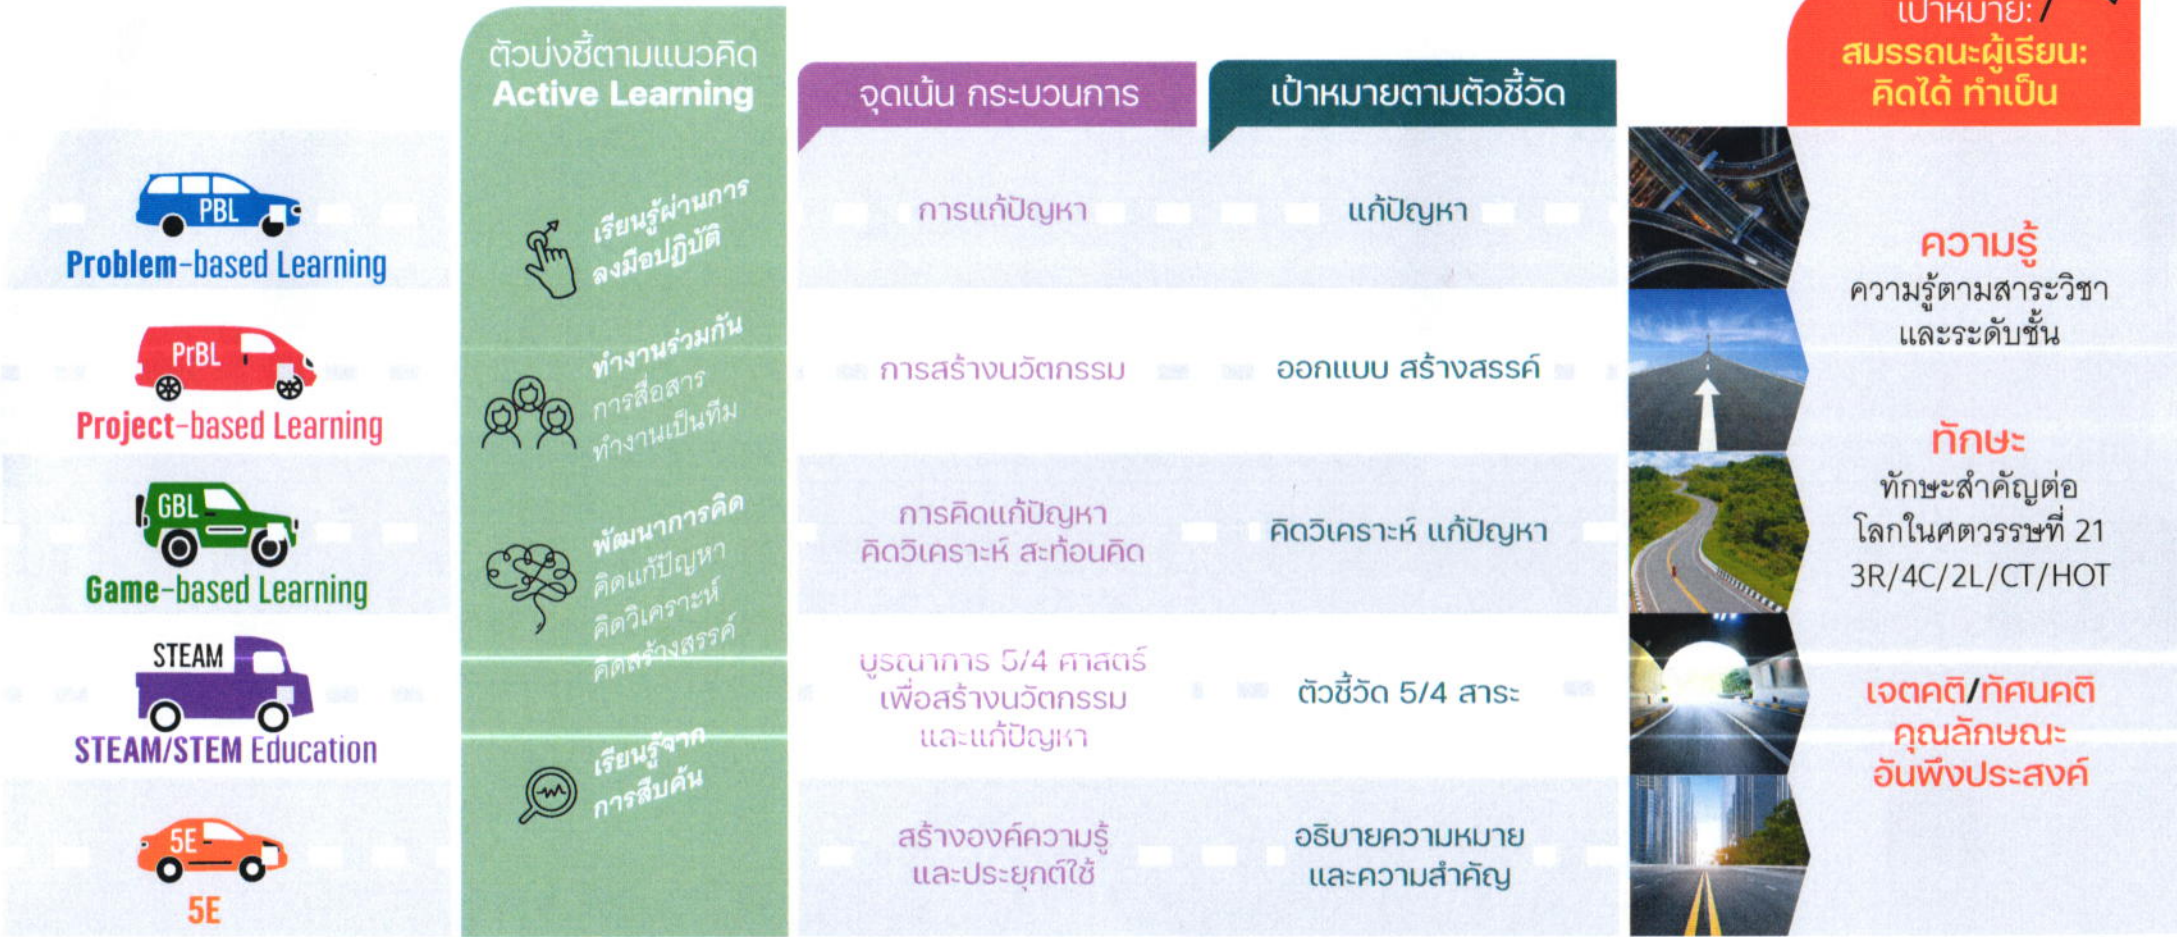 ตัวบ่งชี้ตามแนวคิด
Active Learning
จุดเน้น กระบวนการ
เป้าหมายตามตัวชี้วัด
เป้าหมาย:
สมรรถนะผู้เรียน:
คิดได้ ทำเป็น
PBL
Problem-based Learning
PrBL
Project-based Learning
GBL
Game-based Learning
STEAM
STEAM/STEM Education
5E
5E
เรียนรู้ผ่านการ
ลงมือปฏิบัติ
ทำงานร่วมกัน
การสื่อสาร
ทำงานเป็นทีม
พัฒนาการคิด
คิดแก้ปัญหา
คิดวิเคราะห์
คิดสร้างสรรค์
เรียนรู้จาก
การสืบค้น
การแก้ปัญหา
การสร้างนวัตกรรม
การคิดแก้ปัญหา
คิดวิเคราะห์ สะท้อนคิด
บูรณาการ 5/4 ศาสตร์
เพื่อสร้างนวัตกรรม
และแก้ปัญหา
สร้างองค์ความรู้
และประยุกต์ใช้
แก้ปัญหา
ออกแบบ สร้างสรรค์
คิดวิเคราะห์ แก้ปัญหา
ตัวชี้วัด 5/4 สาระ
อธิบายความหมาย
และความสำคัญ
ความรู้
ความรู้ตามสาระวิชา
และระดับชั้น
ทักษะ
ทักษะสำคัญต่อ
โลกในศตวรรษที่ 21
3R/4C/2L/CT/HOT
เจตคติ/ทัศนคติ
คุณลักษณะ
อันพึงประสงค์